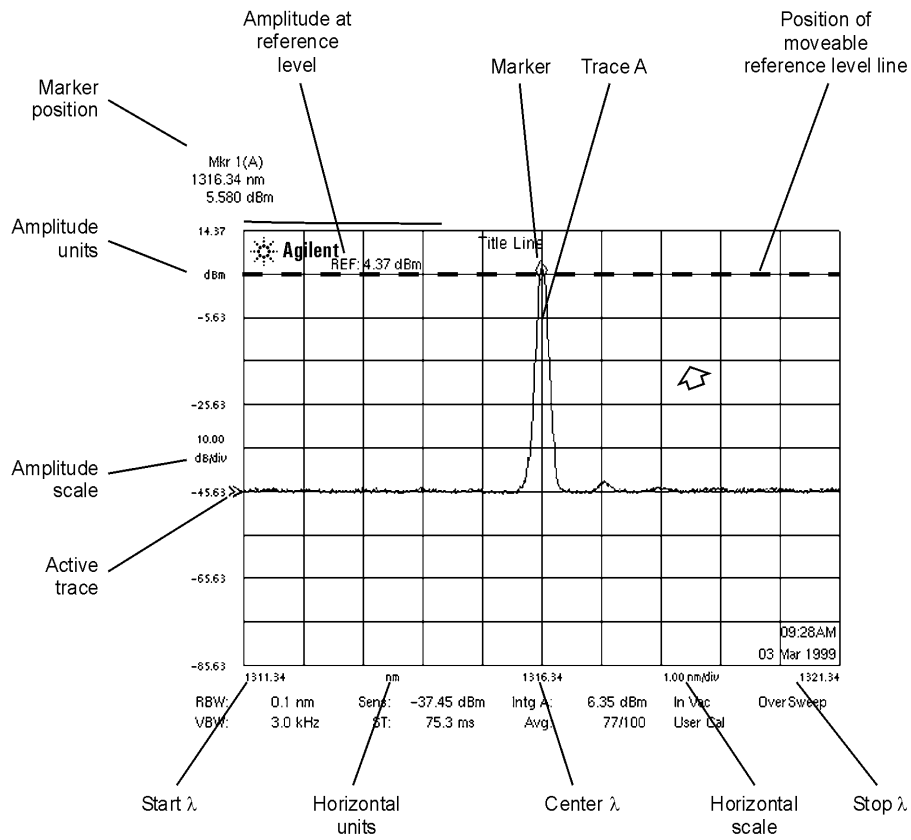 Amplitude at
reference
level
Position of
moveable
reference level line
Marker
Trace A
Marker
position
Mkr 1(A)
1316.34 nm
5.580 dBm
Amplitude
units
14.37
Agilent
Title Line
REF: 4.37 dBm
dBm
-5.63
-25.63
10.00
dB/div
Amplitude
scale
-45.63
Active
trace
-65.63
09:28AM
03 Mar 1999
-85.63
1311.34 nm 1316.34 1.00 nm/div 1321.34
RBW: 0.1 nm Sens: -37.45 dBm Intg A: 6.35 dBm In Vac OverSweep
VBW: 3.0 kHz ST: 75.3 ms Avg: 77/100 User Cal
Start λ
Horizontal
units
Center λ
Horizontal
scale
Stop λ